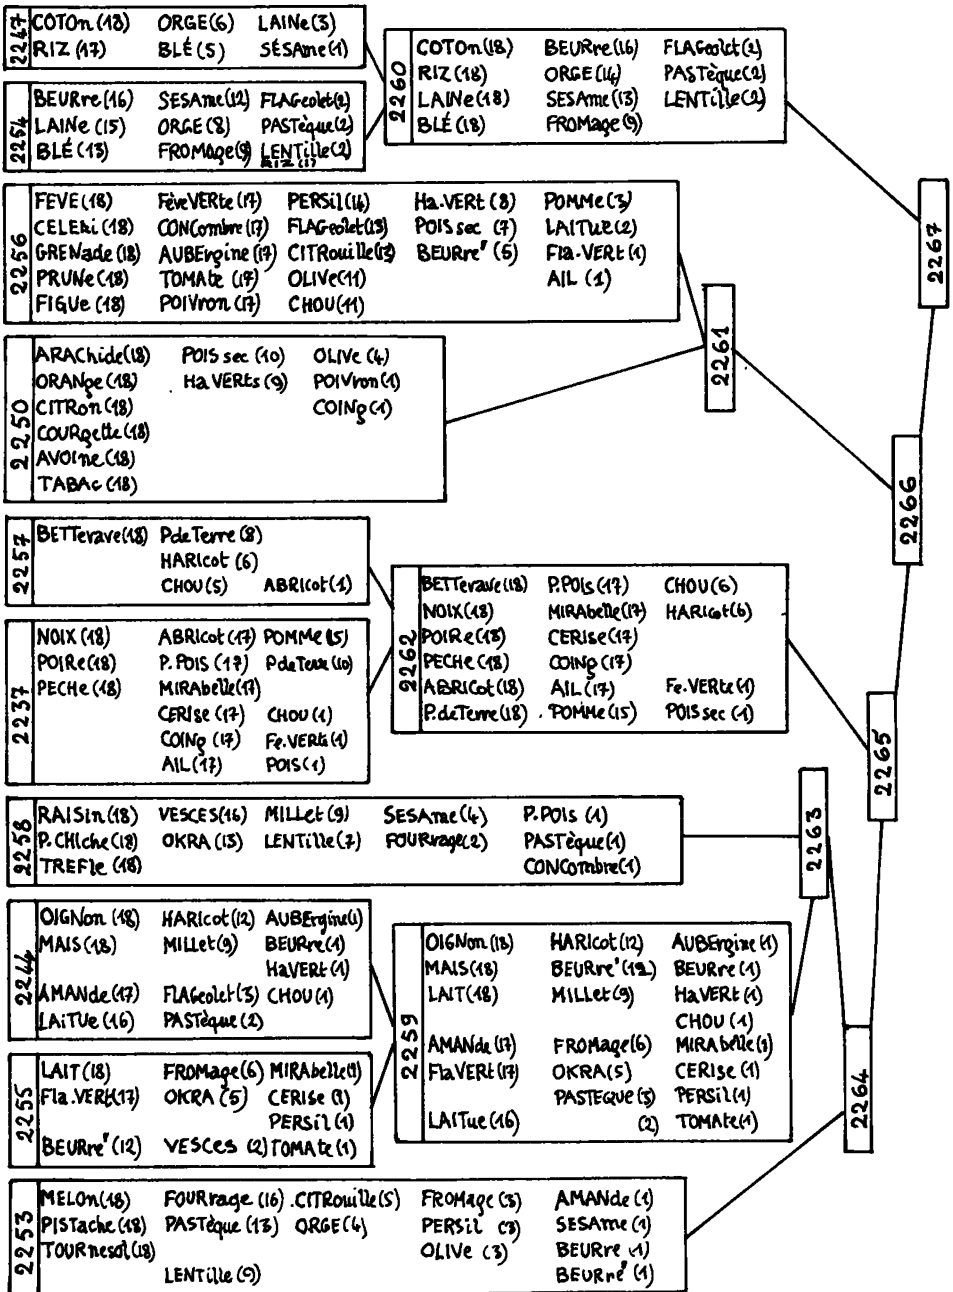 2247
COTOn(18) ORGE(6) LAINe(3)
RIZ (17) BLÉ(5) SÉSAme(1)
2254
BEURre(16) SESAme(12) FLAGeolet(2)
LAINe (15) ORGE(8) PASTèque(2)
BLÉ(13) FROMage(9) LENTille(2)
RIZ (1)
2260
COTOn(18) BEURre(16) FLAGeolet(2)
RIZ(18) ORGE(14) PASTèque(2)
LAINe(18) SESAme(13) LENTille(2)
BLÉ(18) FROMage(9)
2256
FEVE(18) FèveVERte(17) PERSil(14) Ha.VERt(8) POMMe(3)
CELEri(18) CONCombre(17) FLAGeolet(13) POISsec(7) LAITUe(2)
GRENade(18) AUBErgine(17) CITRouille(13) BEURre'(5) Fla.VERt(1)
PRUNe(18) TOMAte(17) OLIVe(11) AIL(1)
FIGUe(18) POIVron(17) CHOU(11)
2250
ARAChide(18) POISsec(10) OLIVe(4)
ORANge(18) HaVERts(9) POIVron(1)
CITRon(18) COINg(1)
COURgette(18)
AVOIne(18)
TABAc(18)
2261
2267
2266
2257
BETTerave(18) PdeTerre(8)
HARIcot(6)
CHOU(5) ABRIcot(1)
2237
NOIX(18) ABRIcot(17) POMMe(15)
POIRe(18) P.POIS(17) PdeTerre(10)
PECHe(18) MIRAbelle(17)
CERIse(17) CHOU(1)
COINg(17) Fe.VERte(1)
AIL(17) POIS(1)
2262
BETTerave(18) P.POIS(17) CHOU(6)
NOIX(18) MIRAbelle(17) HARIcot(6)
POIRe(18) CERIse(17)
PECHe(18) COINg(17)
ABRIcot(18) AIL(17) Fe.VERte(1)
P.deTerre(18) POMMe(15) POISsec(1)
2265
2258
RAISin(18) VESCES(16) MILLet(9) SESAme(4) P.POIS(1)
P.CHIche(18) OKRA(13) LENTille(7) FOURrage(2) PASTèque(1)
TREFle(18) CONCombre(1)
2263
2244
OIGNon(18) HARIcot(12) AUBErgine(1)
MAIS(18) MILLet(9) BEURre(1)
HaVERt(1)
AMANde(17) FLAGeolet(3) CHOU(1)
LAITUe(16) PASTèque(2)
2255
LAIT(18) FROMage(6) MIRAbelle(1)
Fla.VERt(17) OKRA(5) CERIse(1)
PERSil(1)
BEURre'(12) VESCES(2) TOMAte(1)
2259
OIGNon(18) HARIcot(12) AUBErgine(1)
MAIS(18) BEURre'(12) BEURre(1)
LAIT(18) MILLet(9) HaVERt(1)
CHOU(1)
AMANde(17) FROMage(6) MIRAbelle(1)
FlaVERt(17) OKRA(5) CERIse(1)
PASTEQUe(3) PERSil(1)
LAITue(16) (2) TOMAte(1)
2264
2253
MELOn(18) FOURrage(16) CITRouille(5) FROMage(3) AMANde(1)
PISTache(18) PASTèque(13) ORGE(4) PERSil(3) SESAme(1)
TOURnesol(18) OLIVe(3) BEURre(1)
LENTille(9) BEURre'(1)